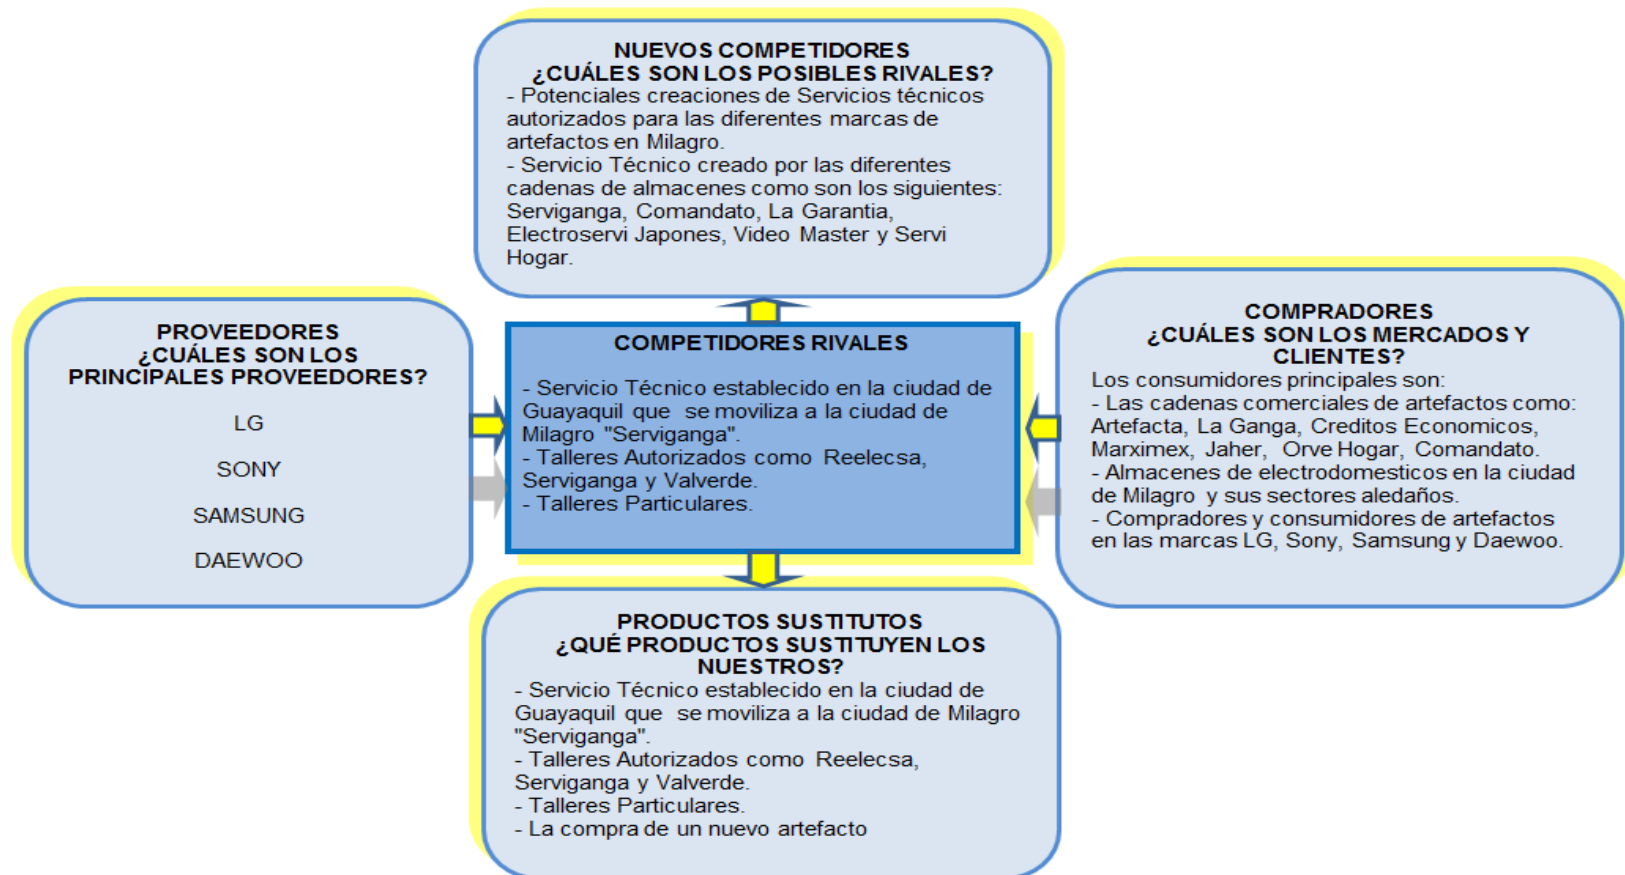 NUEVOS COMPETIDORES
¿CUÁLES SON LOS POSIBLES RIVALES?
- Potenciales creaciones de Servicios técnicos
autorizados para las diferentes marcas de
artefactos en Milagro.
- Servicio Técnico creado por las diferentes
cadenas de almacenes como son los siguientes:
Serviganga, Comandato, La Garantia,
Electroservi Japones, Video Master y Servi
Hogar.
PROVEEDORES
¿CUÁLES SON LOS
PRINCIPALES PROVEEDORES?
LG
SONY
SAMSUNG
DAEWOO
COMPETIDORES RIVALES
- Servicio Técnico establecido en la ciudad de
Guayaquil que se moviliza a la ciudad de
Milagro "Serviganga".
- Talleres Autorizados como Reelecsa,
Serviganga y Valverde.
- Talleres Particulares.
COMPRADORES
¿CUÁLES SON LOS MERCADOS Y
CLIENTES?
Los consumidores principales son:
- Las cadenas comerciales de artefactos como:
Artefacta, La Ganga, Creditos Economicos,
Marximex, Jaher, Orve Hogar, Comandato.
- Almacenes de electrodomesticos en la ciudad
de Milagro y sus sectores aledaños.
- Compradores y consumidores de artefactos
en las marcas LG, Sony, Samsung y Daewoo.
PRODUCTOS SUSTITUTOS
¿QUÉ PRODUCTOS SUSTITUYEN LOS
NUESTROS?
- Servicio Técnico establecido en la ciudad de
Guayaquil que se moviliza a la ciudad de Milagro
"Serviganga".
- Talleres Autorizados como Reelecsa,
Serviganga y Valverde.
- Talleres Particulares.
- La compra de un nuevo artefacto